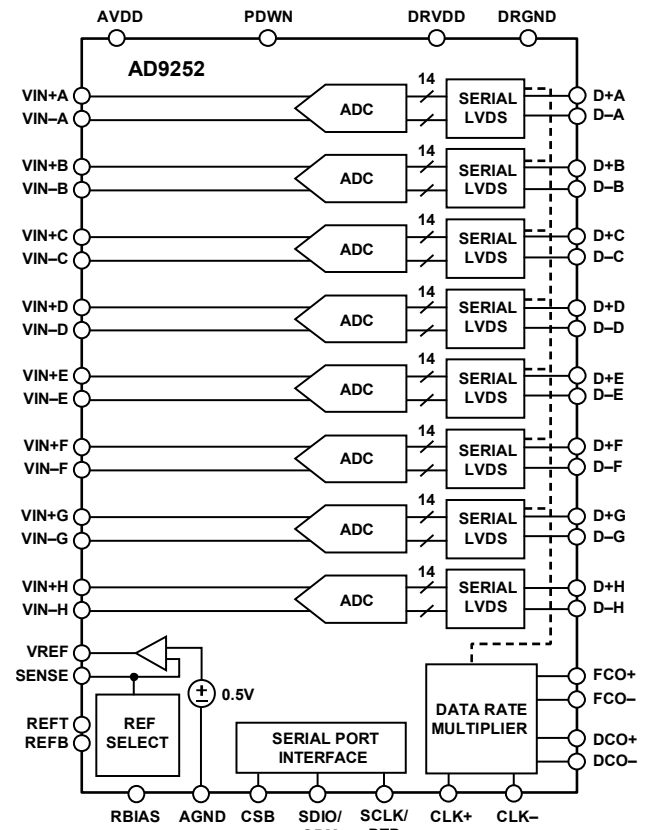 AVDD PDWN DRVDD DRGND
AD9252
VIN+A
VIN–A
ADC
14
SERIAL
LVDS
D+A
D–A
VIN+B
VIN–B
ADC
14
SERIAL
LVDS
D+B
D–B
VIN+C
VIN–C
ADC
14
SERIAL
LVDS
D+C
D–C
VIN+D
VIN–D
ADC
14
SERIAL
LVDS
D+D
D–D
VIN+E
VIN–E
ADC
14
SERIAL
LVDS
D+E
D–E
VIN+F
VIN–F
ADC
14
SERIAL
LVDS
D+F
D–F
VIN+G
VIN–G
ADC
14
SERIAL
LVDS
D+G
D–G
VIN+H
VIN–H
ADC
14
SERIAL
LVDS
D+H
D–H
VREF
SENSE
REFT
REFB
REF
SELECT
+
–
0.5V
SERIAL PORT
INTERFACE
DATA RATE
MULTIPLIER
FCO+
FCO–
DCO+
DCO–
RBIAS AGND CSB SDIO/ SCLK/ CLK+ CLK–